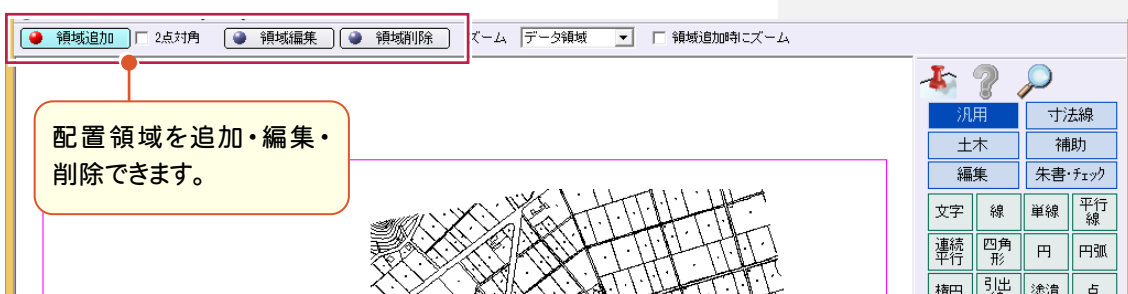 領域追加 2点対角 領域編集 領域削除 ズーム データ領域 領域追加時にズーム
配置領域を追加・編集・
削除できます。
汎用 寸法線
土木 補助
編集 朱書・チェック
文字 線 単線 平行線
連続平行 四角形 円 円弧
楕円 引出 塗潰 点